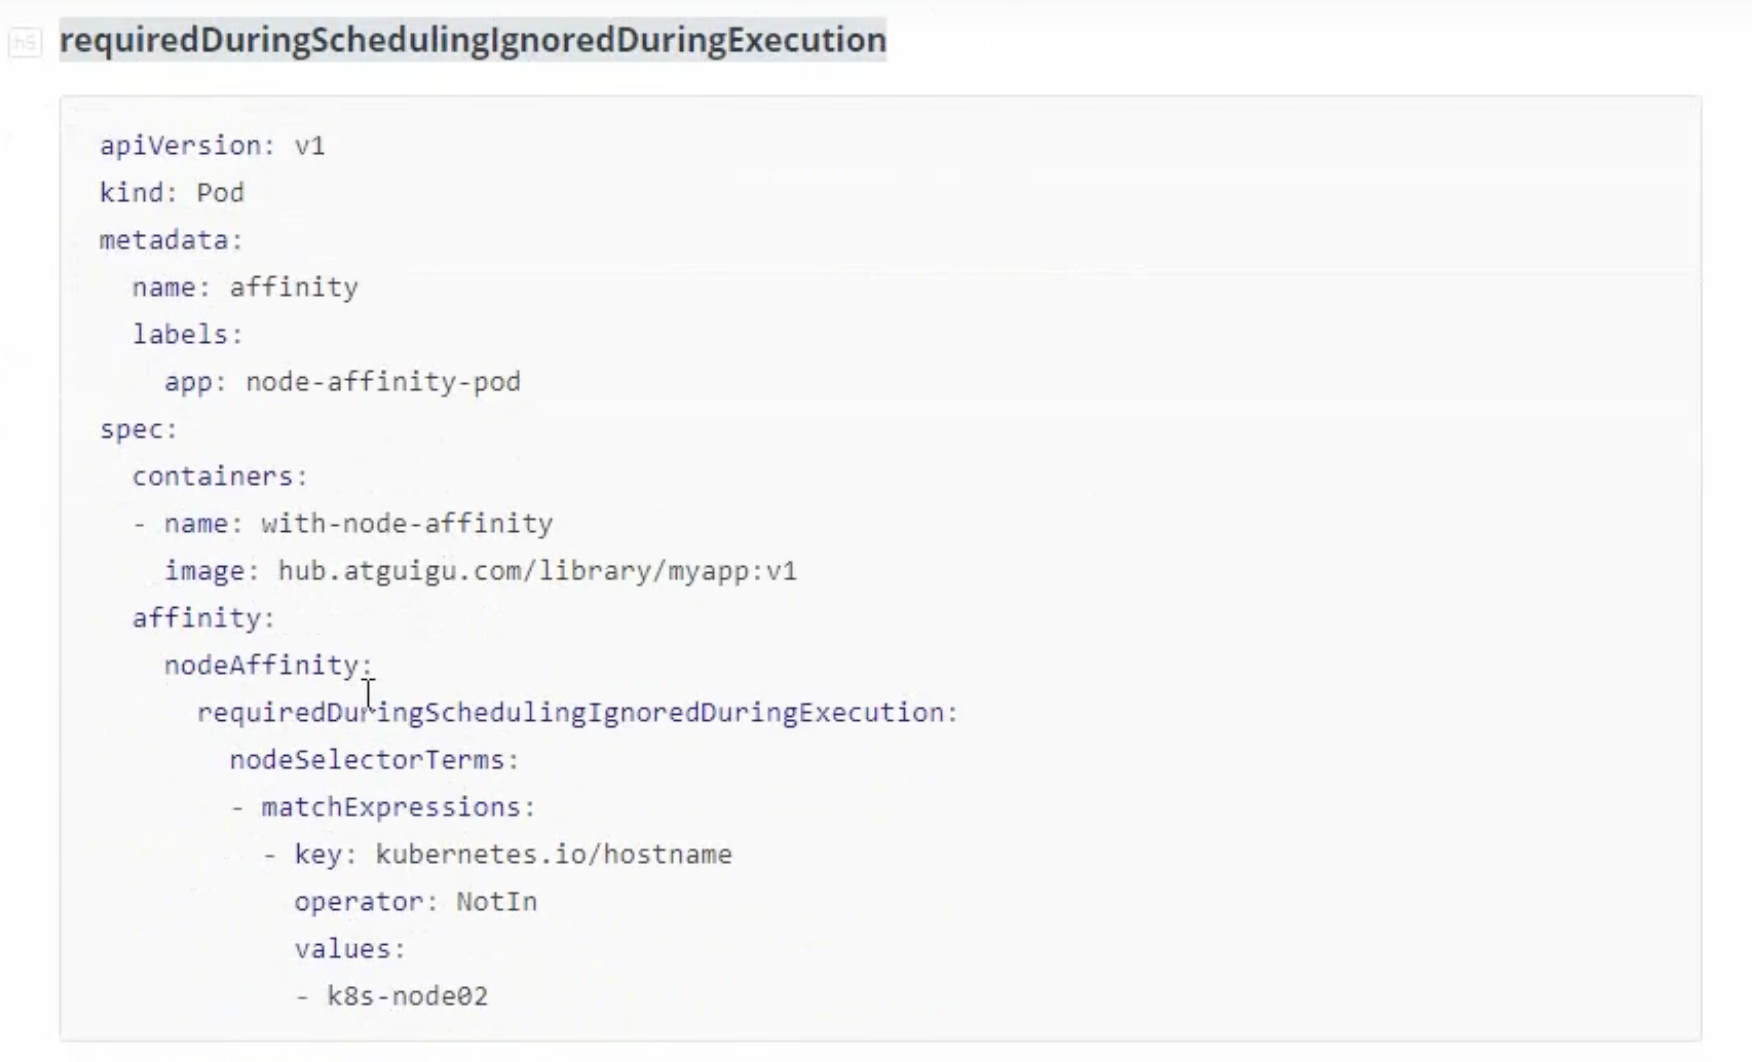 h5
requiredDuringSchedulingIgnoredDuringExecution
apiVersion: v1
kind: Pod
metadata:
  name: affinity
  labels:
    app: node-affinity-pod
spec:
  containers:
  - name: with-node-affinity
    image: hub.atguigu.com/library/myapp:v1
  affinity:
    nodeAffinity:
      requiredDuringSchedulingIgnoredDuringExecution:
        nodeSelectorTerms:
        - matchExpressions:
          - key: kubernetes.io/hostname
            operator: NotIn
            values:
            - k8s-node02